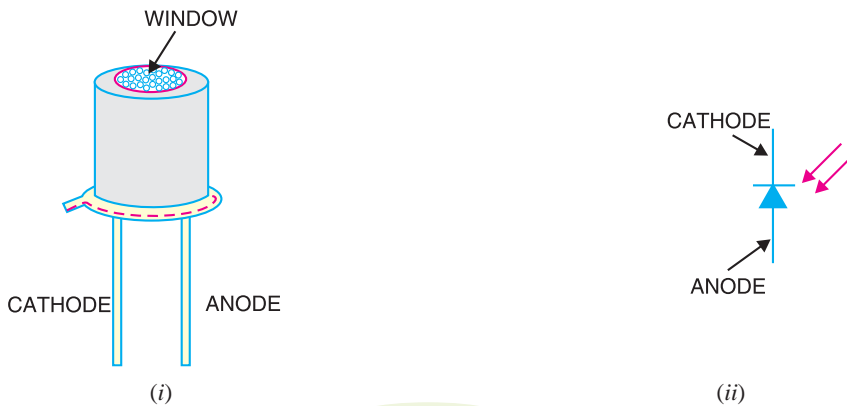 WINDOW
CATHODE
CATHODE ANODE
ANODE
(i) (ii)